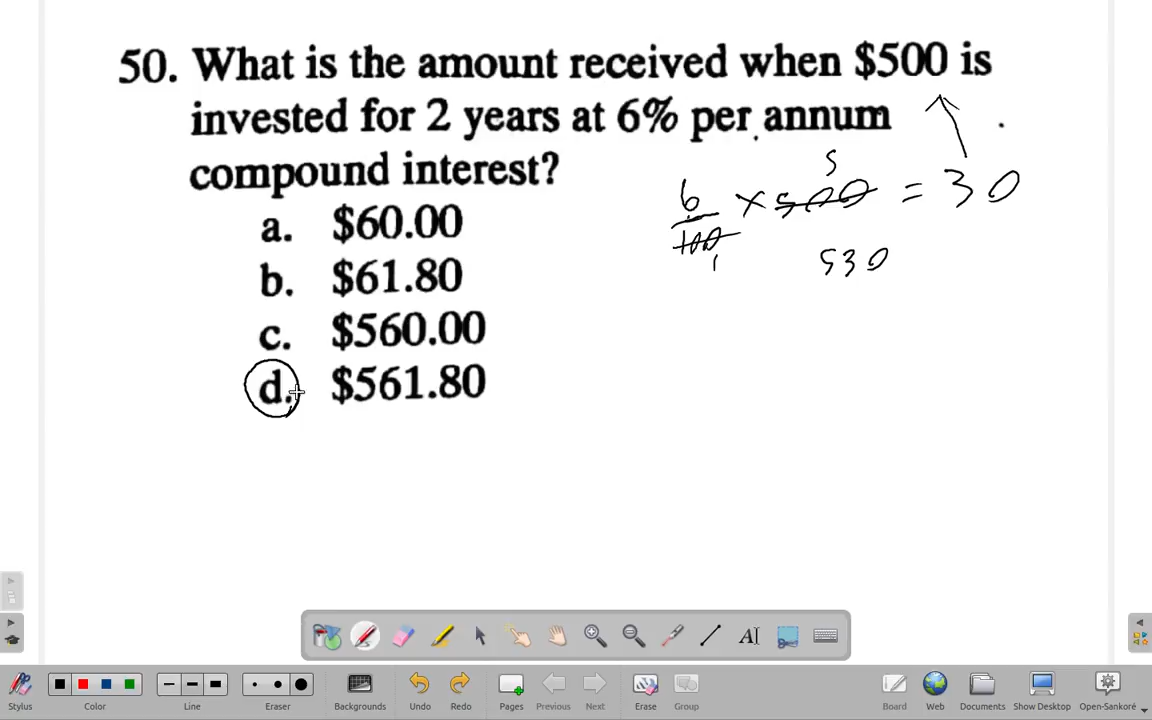 50. What is the amount received when $500 is
invested for 2 years at 6% per annum
compound interest?
a. $60.00
b. $61.80
c. $560.00
d. $561.80
5
6/100 × 500 = 30
1
530
Stylus Color Line Eraser Backgrounds Undo Redo Pages Previous Next Erase Group Board Web Documents Show Desktop Open-Sankoré